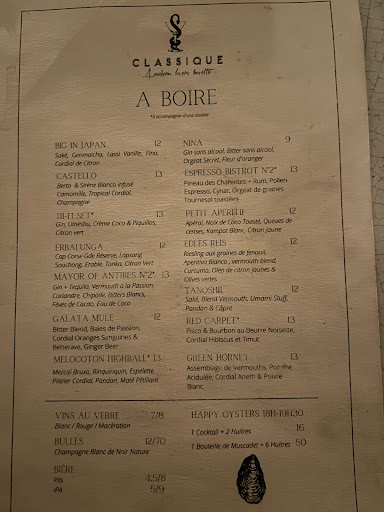 CLASSIQUE
A BOIRE
BIG IN JAPAN 12
Saké, Genmaicha, Lassi Vanille, Fino,
Cordial de Citron
CASTELLO 13
& Sirène Bianco infusé
Camomille, Tropical Cordial,
Champagne
HI-FI SET* 13
Gin, Umeshu, Crème Coco & Piquillos,
Citron vert
ERBALUNGA 12
Cap Corse Gde Réserve, Lapsang
Souchong, Erable, Tonka, Citron Vert
MAYOR OF ANTIBES N°2* 13
Gin + Tequila, Vermouth a la Passion,
Coriandre, Chipotle, Bitters Blancs,
Fèves de Cacao, Eau de Coco
GALATA MULE 12
Bitter Blend, Baies de Passion,
Cordial Oranges Sanguines &
Betterave, Ginger Beer
MELOCOTON HIGHBALL* 13
Mezcal Bruxo, Rinquinquin, Espelette,
Pilsner Cordial, Pandan, Maté Pétillant
NINA 9
Gin sans alcool, Bitter sans alcool,
Orgeat Secret, Fleur d'oranger
ESPRESSO BISTROT N°2* 13
Pineau des Charentes + Rum, Pollen
Espresso, Cynar, Orgeat de graines
Tournesol toastées
PETIT APERITIF 12
Apérol, Noix de Coco Toastée, Queues de
cerises, Kampot Blanc, Citron Jaune
EDLES REIS 12
Riesling aux graines de fenouil,
Aperitivo Bianco, vermouth blend,
Curcuma, Oleo de citron jaunes &
Olives vertes
TANOSHII 12
Saké, Blend Vermouth, Umami Stuff,
Pandan & Câpre
RED CARPET* 13
Pisco & Bourbon au Beurre Noisette,
Cordial Hibiscus et Timut
GREEN HORNET 13
Assemblage de Vermouths, Pomme
Acidulée, Cordial Aneth & Poivre
Blanc
VINS AU VERRE 7/8
Blanc / Rouge / Macération
BULLES 12/70
Champagne Blanc de Noir Nature
BIÈRE
Pils 4,5/8
IPA 5/9
HAPPY OYSTERS 18H-19H30
1 Cocktail + 2 Huitres 16
1 Bouteille de Muscadet + 6 Huitres 50